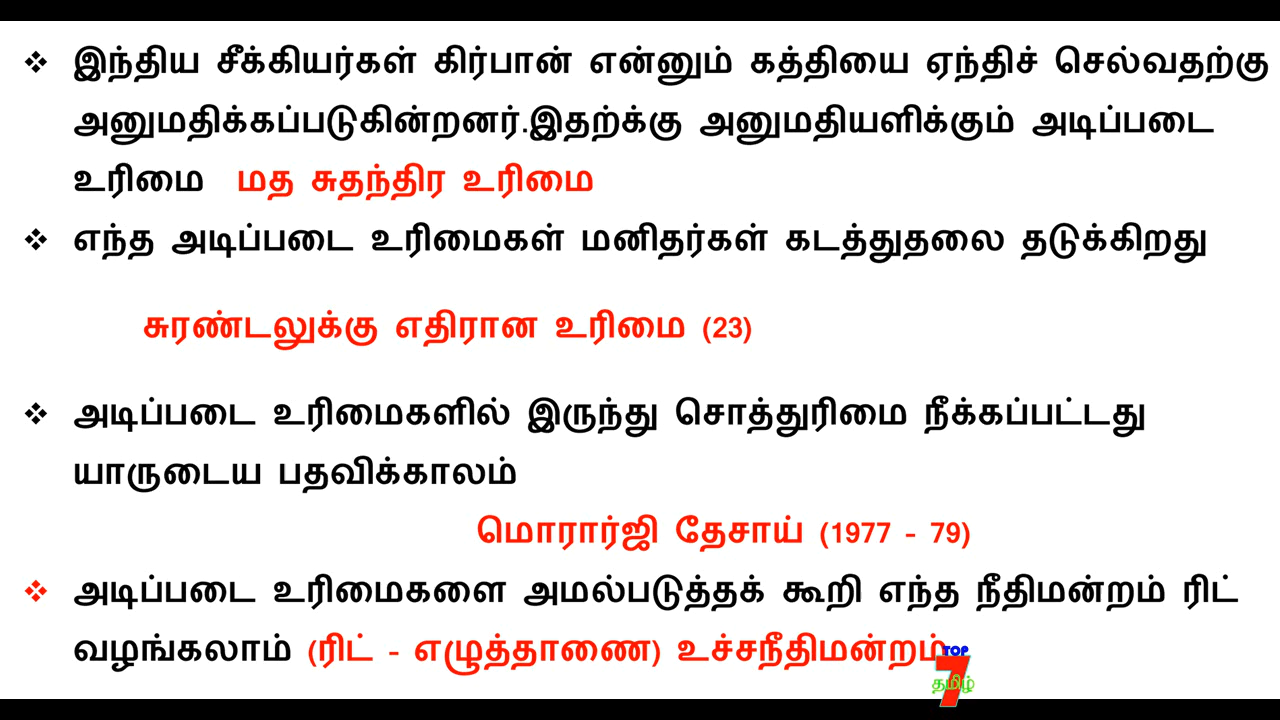 ❖ இந்திய சீக்கியர்கள் கிர்பான் என்னும் கத்தியை ஏந்திச் செல்வதற்கு
அனுமதிக்கப்படுகின்றனர்.இதற்க்கு அனுமதியளிக்கும் அடிப்படை
உரிமை மத சுதந்திர உரிமை
❖ எந்த அடிப்படை உரிமைகள் மனிதர்கள் கடத்துதலை தடுக்கிறது
சுரண்டலுக்கு எதிரான உரிமை (23)
❖ அடிப்படை உரிமைகளில் இருந்து சொத்துரிமை நீக்கப்பட்டது
யாருடைய பதவிக்காலம்
மொரார்ஜி தேசாய் (1977 - 79)
❖ அடிப்படை உரிமைகளை அமல்படுத்தக் கூறி எந்த நீதிமன்றம் ரிட்
வழங்கலாம் (ரிட் - எழுத்தாணை) உச்சநீதிமன்றம்
TOP
7
தமிழ்